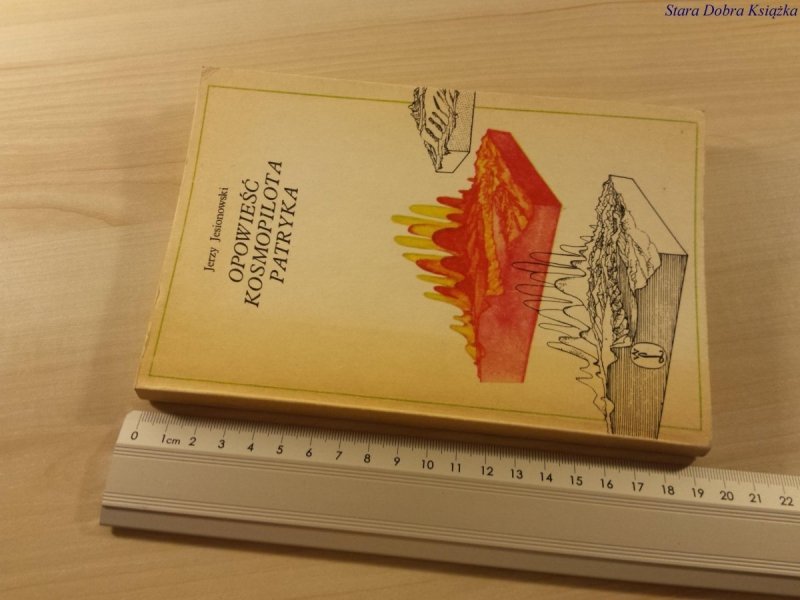 Stara Dobra Książka
Jerzy Jesionowski
OPOWIEŚĆ
KOSMOPILOTA
PATRYKA
0 1cm 2 3 4 5 6 7 8 9 10 11 12 13 14 15 16 17 18 19 20 21 22